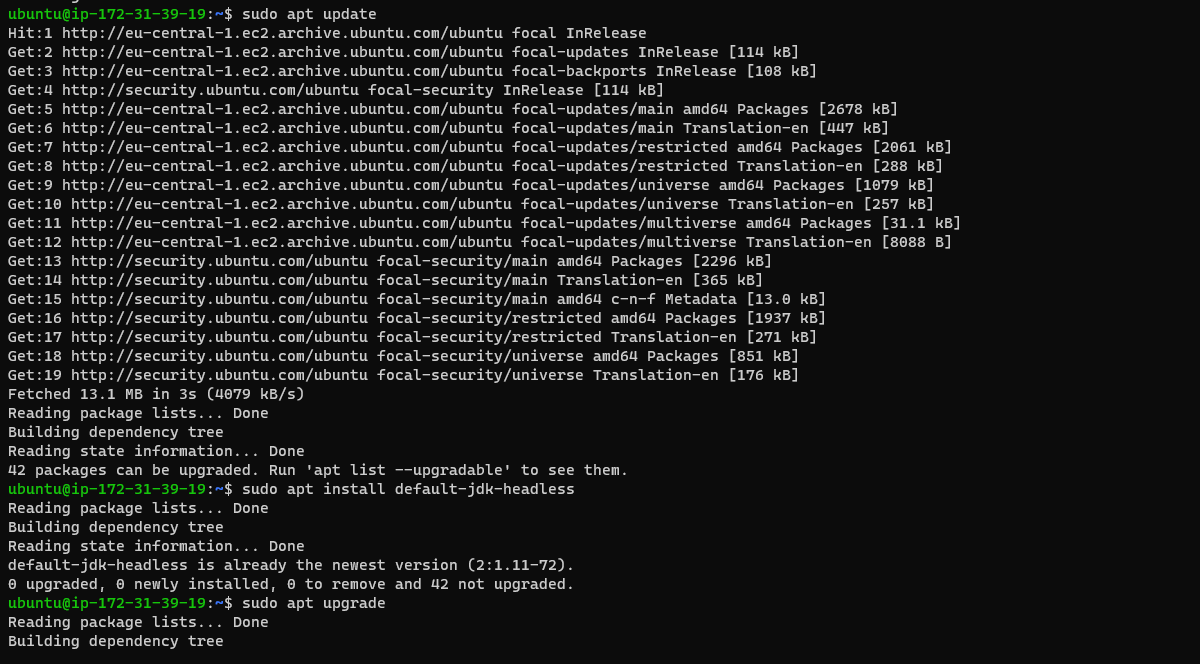 ubuntu@ip-172-31-39-19:~$ sudo apt update
Hit:1 http://eu-central-1.ec2.archive.ubuntu.com/ubuntu focal InRelease
Get:2 http://eu-central-1.ec2.archive.ubuntu.com/ubuntu focal-updates InRelease [114 kB]
Get:3 http://eu-central-1.ec2.archive.ubuntu.com/ubuntu focal-backports InRelease [108 kB]
Get:4 http://security.ubuntu.com/ubuntu focal-security InRelease [114 kB]
Get:5 http://eu-central-1.ec2.archive.ubuntu.com/ubuntu focal-updates/main amd64 Packages [2678 kB]
Get:6 http://eu-central-1.ec2.archive.ubuntu.com/ubuntu focal-updates/main Translation-en [447 kB]
Get:7 http://eu-central-1.ec2.archive.ubuntu.com/ubuntu focal-updates/restricted amd64 Packages [2061 kB]
Get:8 http://eu-central-1.ec2.archive.ubuntu.com/ubuntu focal-updates/restricted Translation-en [288 kB]
Get:9 http://eu-central-1.ec2.archive.ubuntu.com/ubuntu focal-updates/universe amd64 Packages [1079 kB]
Get:10 http://eu-central-1.ec2.archive.ubuntu.com/ubuntu focal-updates/universe Translation-en [257 kB]
Get:11 http://eu-central-1.ec2.archive.ubuntu.com/ubuntu focal-updates/multiverse amd64 Packages [31.1 kB]
Get:12 http://eu-central-1.ec2.archive.ubuntu.com/ubuntu focal-updates/multiverse Translation-en [8088 B]
Get:13 http://security.ubuntu.com/ubuntu focal-security/main amd64 Packages [2296 kB]
Get:14 http://security.ubuntu.com/ubuntu focal-security/main Translation-en [365 kB]
Get:15 http://security.ubuntu.com/ubuntu focal-security/main amd64 c-n-f Metadata [13.0 kB]
Get:16 http://security.ubuntu.com/ubuntu focal-security/restricted amd64 Packages [1937 kB]
Get:17 http://security.ubuntu.com/ubuntu focal-security/restricted Translation-en [271 kB]
Get:18 http://security.ubuntu.com/ubuntu focal-security/universe amd64 Packages [851 kB]
Get:19 http://security.ubuntu.com/ubuntu focal-security/universe Translation-en [176 kB]
Fetched 13.1 MB in 3s (4079 kB/s)
Reading package lists... Done
Building dependency tree
Reading state information... Done
42 packages can be upgraded. Run 'apt list --upgradable' to see them.
ubuntu@ip-172-31-39-19:~$ sudo apt install default-jdk-headless
Reading package lists... Done
Building dependency tree
Reading state information... Done
default-jdk-headless is already the newest version (2:1.11-72).
0 upgraded, 0 newly installed, 0 to remove and 42 not upgraded.
ubuntu@ip-172-31-39-19:~$ sudo apt upgrade
Reading package lists... Done
Building dependency tree